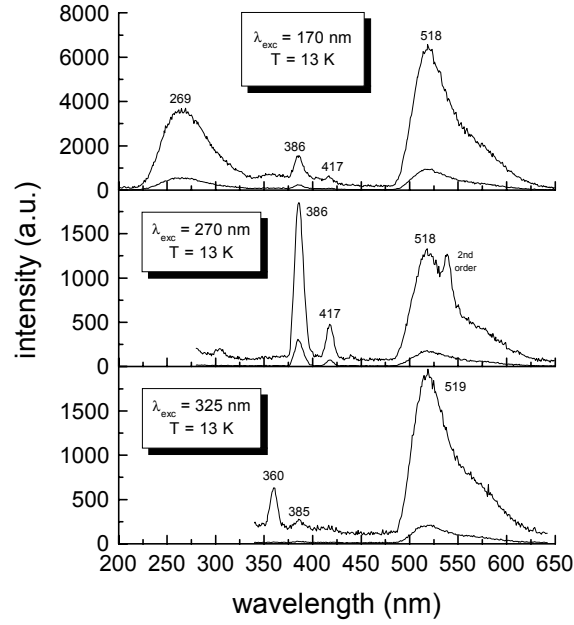 8000
6000
4000
2000
0
λexc = 170 nm
T = 13 K
269
386
417
518
1500
1000
500
0
λexc = 270 nm
T = 13 K
386
417
518
2nd
order
1500
1000
500
0
λexc = 325 nm
T = 13 K
360
385
519
intensity (a.u.)
200 250 300 350 400 450 500 550 600 650
wavelength (nm)